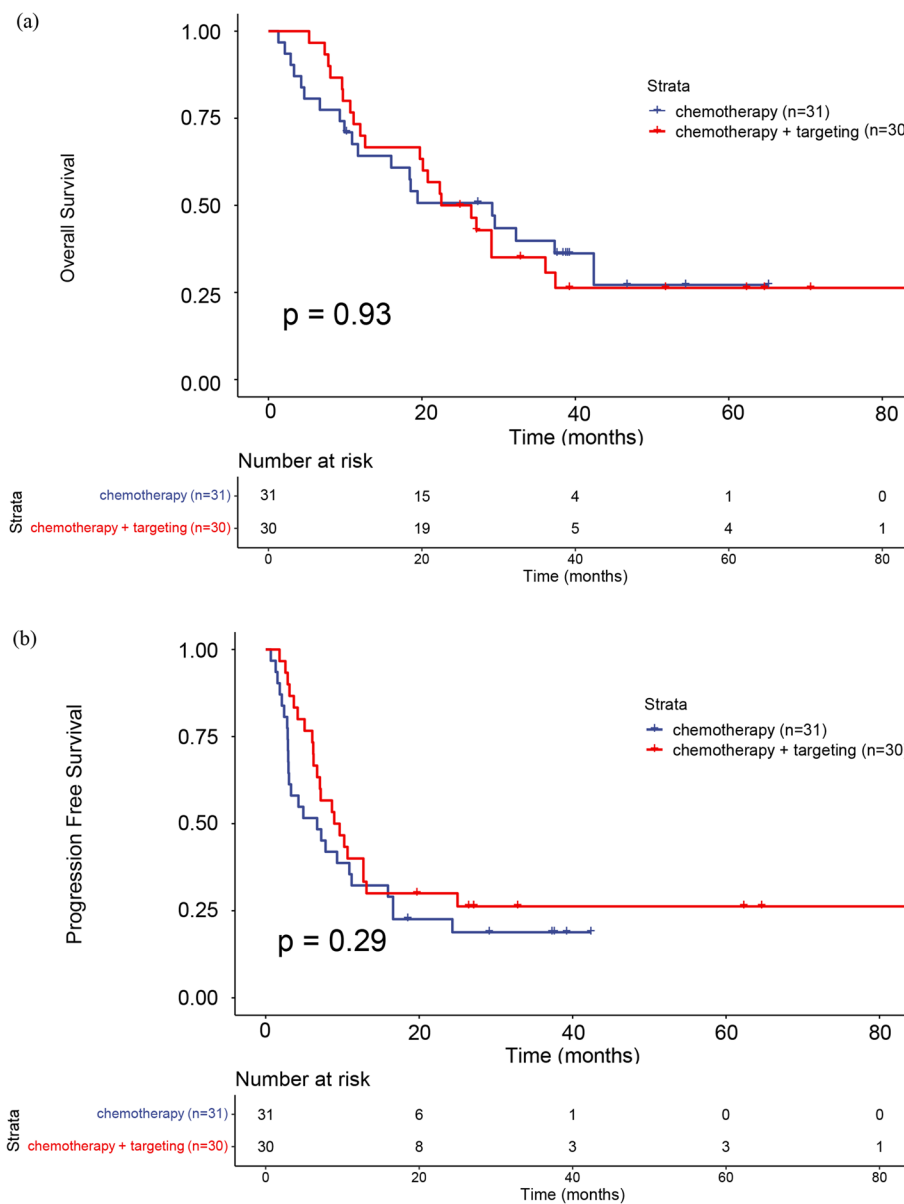 (a)
Overall Survival
1.00
0.75
0.50
0.25
0.00
p = 0.93
Strata
chemotherapy (n=31)
chemotherapy + targeting (n=30
0 20 40 60 80
Time (months)
Number at risk
Strata
chemotherapy (n=31) 31 15 4 1 0
chemotherapy + targeting (n=30) 30 19 5 4 1
0 20 40 60 80
Time (months)
(b)
Progression Free Survival
1.00
0.75
0.50
0.25
0.00
p = 0.29
Strata
chemotherapy (n=31)
chemotherapy + targeting (n=30
0 20 40 60 80
Time (months)
Number at risk
Strata
chemotherapy (n=31) 31 6 1 0 0
chemotherapy + targeting (n=30) 30 8 3 3 1
0 20 40 60 80
Time (months)